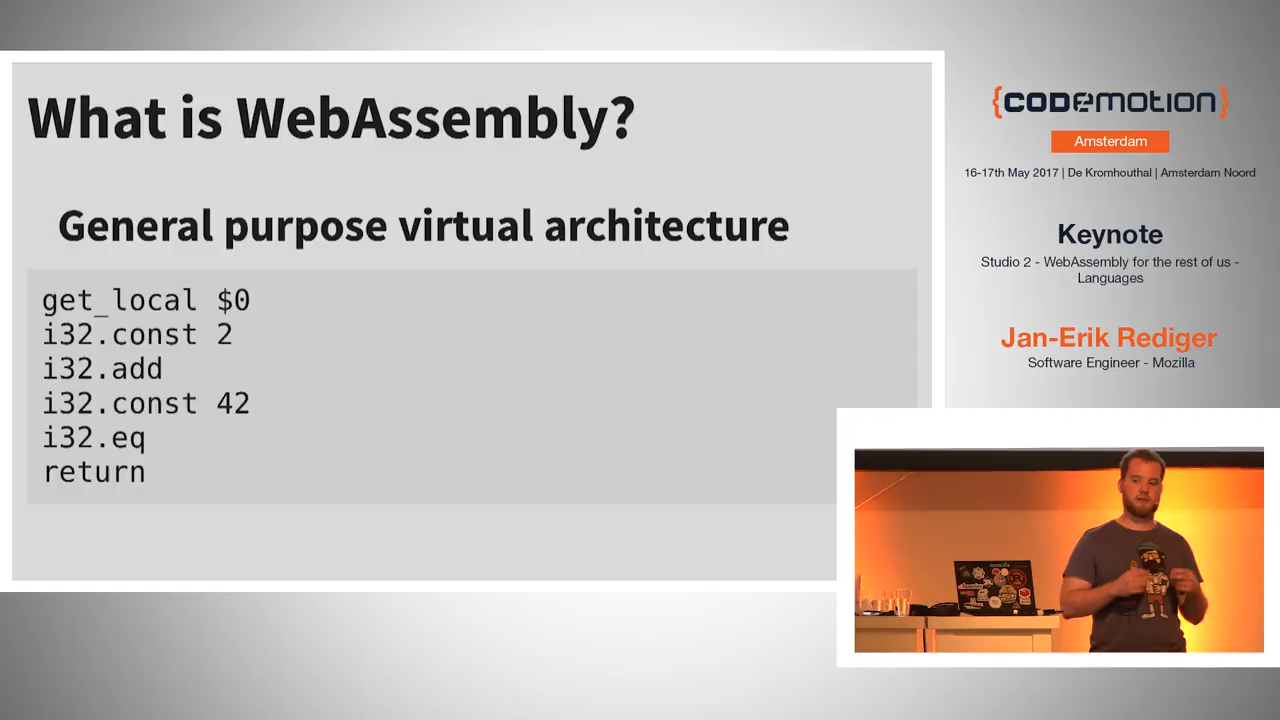 What is WebAssembly?
General purpose virtual architecture
get_local $0
i32.const 2
i32.add
i32.const 42
i32.eq
return
{CODEMOTION}
Amsterdam
16-17th May 2017 | De Kromhouthal | Amsterdam Noord
Keynote
Studio 2 - WebAssembly for the rest of us -
Languages
Jan-Erik Rediger
Software Engineer - Mozilla
mozilla